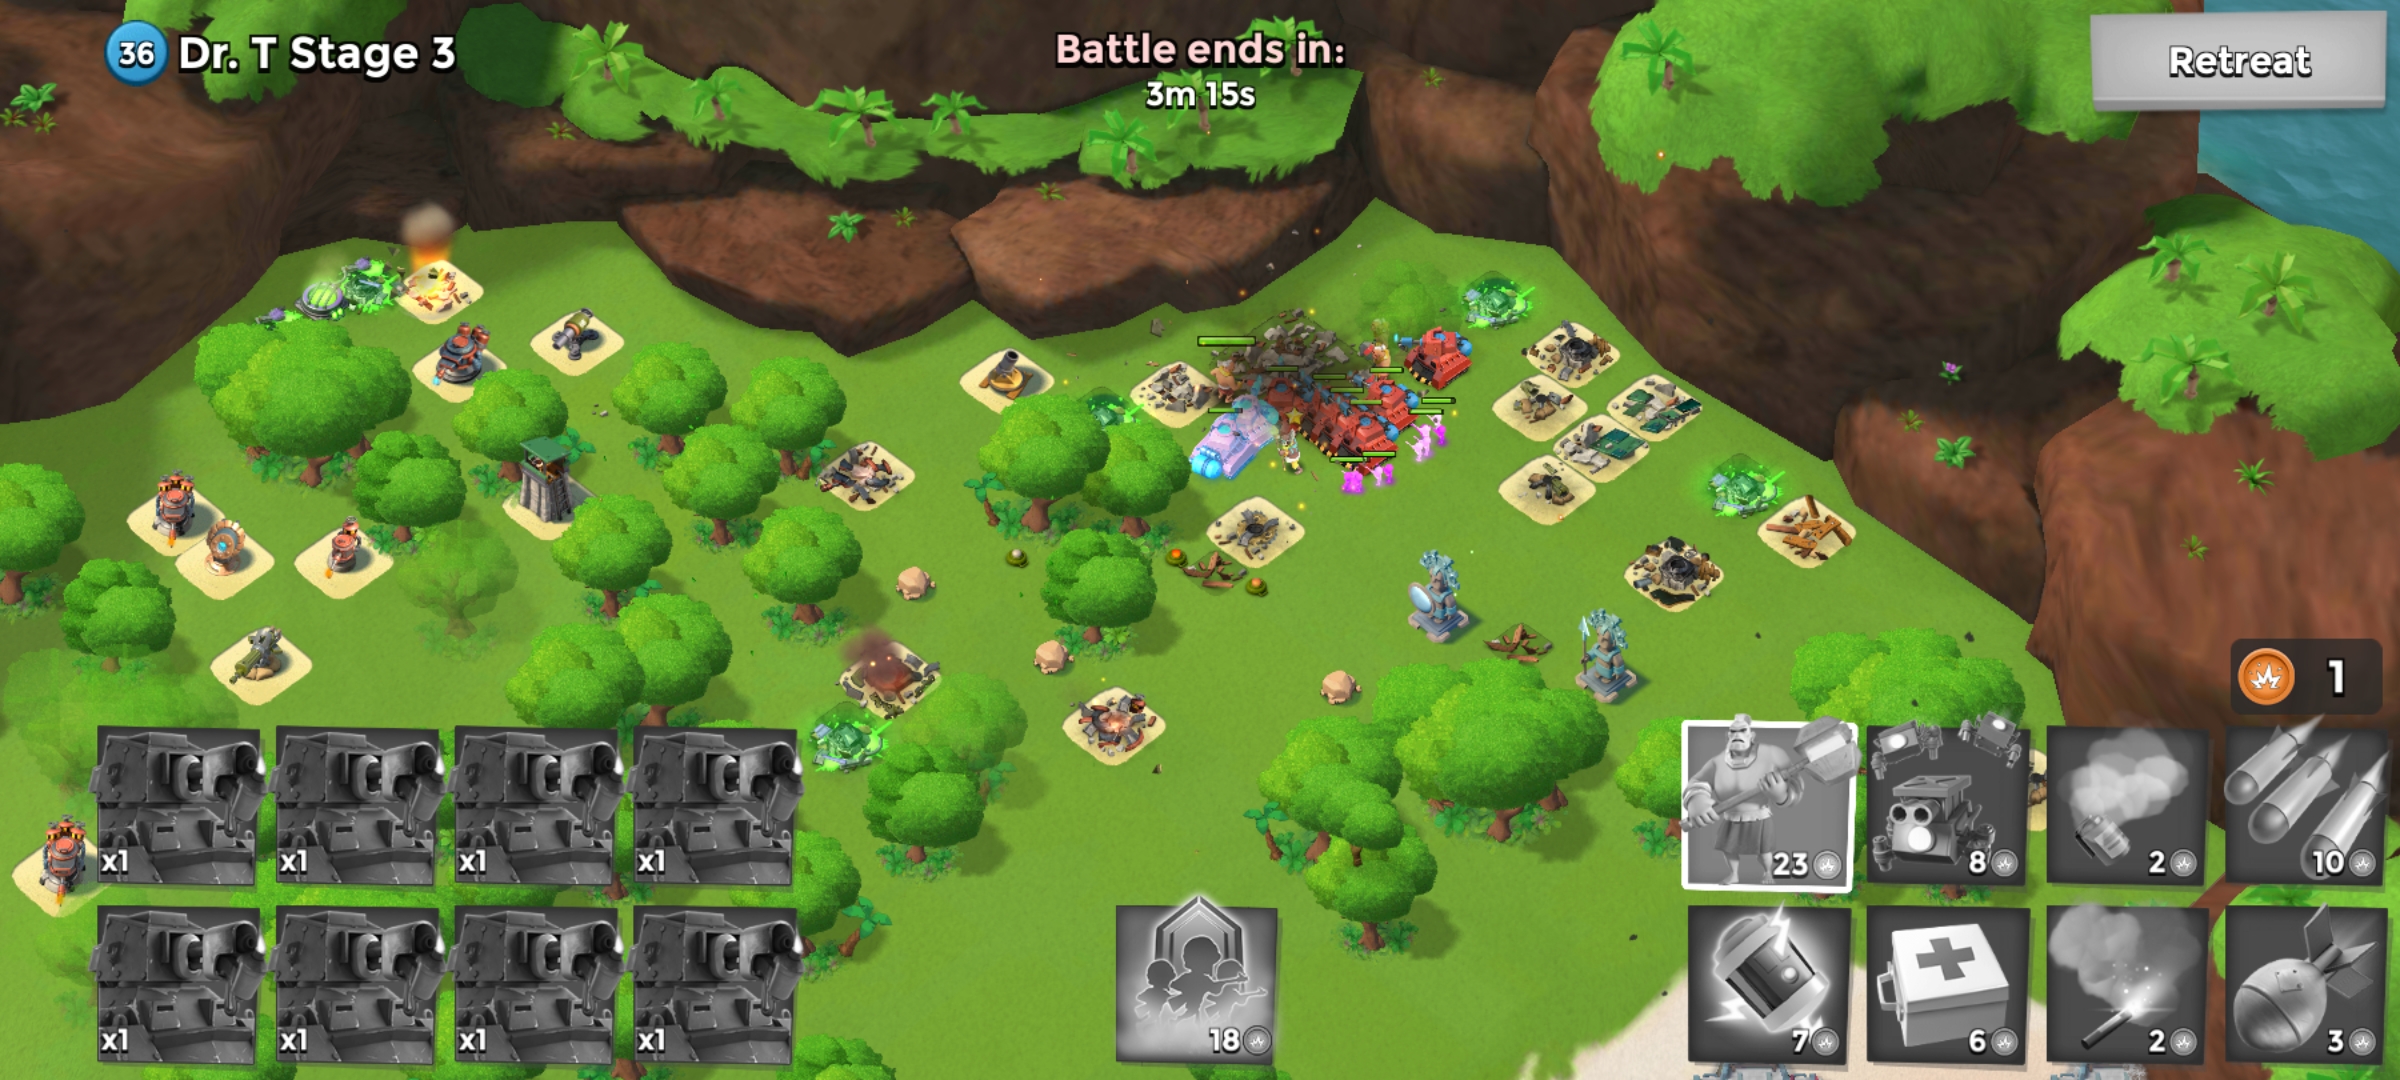 36 Dr. T Stage 3
Battle ends in:
3m 15s
Retreat
1
x1 x1 x1 x1
23 8 2 10
x1 x1 x1 x1
18
7 6 2 3